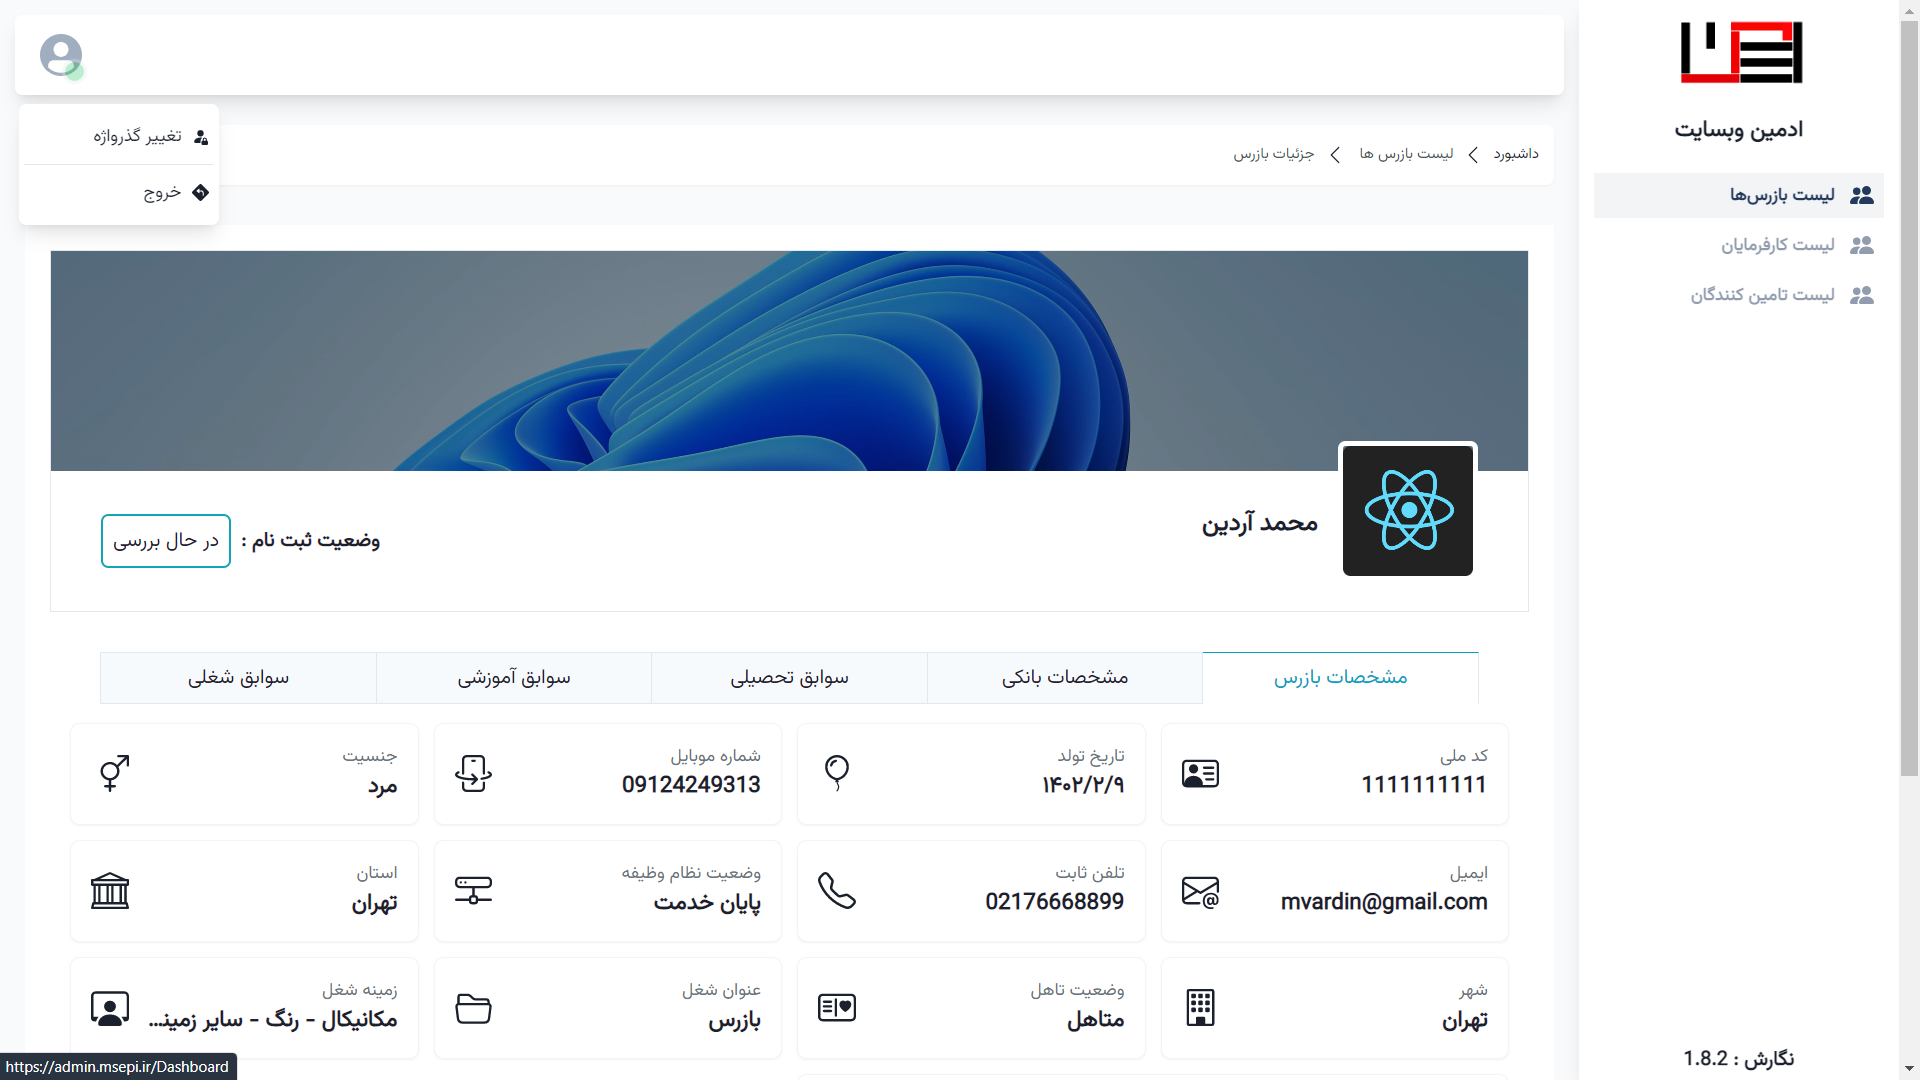 ادمین وبسایت
لیست بازرس‌ها
لیست کارفرمایان
لیست تامین کنندگان
نگارش : 1.8.2
تغییر گذرواژه
خروج
داشبورد
لیست بازرس ها
جزئیات بازرس
محمد آردین
وضعیت ثبت نام :
در حال بررسی
مشخصات بازرس
مشخصات بانکی
سوابق تحصیلی
سوابق آموزشی
سوابق شغلی
کد ملی
1111111111
تاریخ تولد
۱۴۰۲/۲/۹
شماره موبایل
09124249313
جنسیت
مرد
ایمیل
mvardin@gmail.com
تلفن ثابت
02176668899
وضعیت نظام وظیفه
پایان خدمت
استان
تهران
شهر
تهران
وضعیت تاهل
متاهل
عنوان شغل
بازرس
زمینه شغل
مکانیکال - رنگ - سایر زمینـ...
https://admin.msepi.ir/Dashboard